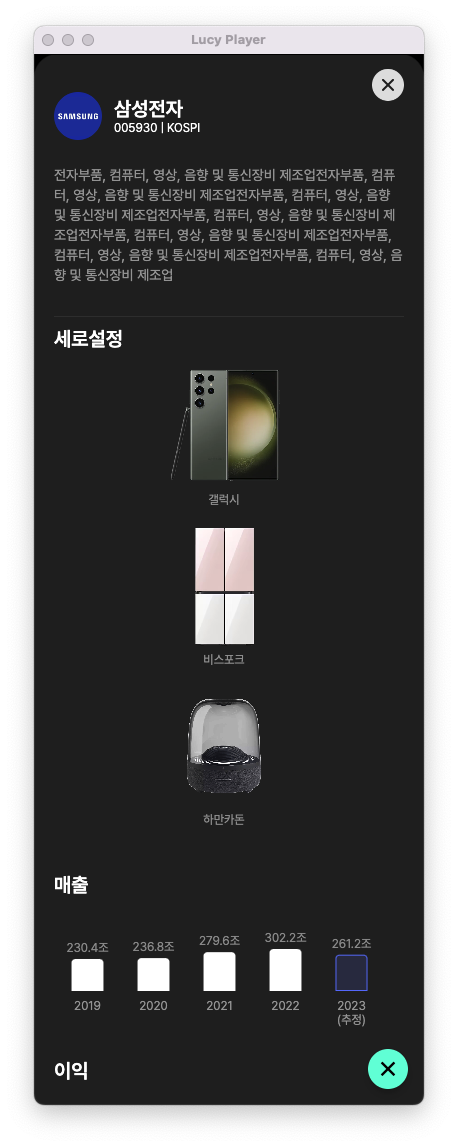 Lucy Player
SAMSUNG
삼성전자
005930 | KOSPI
전자부품, 컴퓨터, 영상, 음향 및 통신장비 제조업전자부품, 컴퓨
터, 영상, 음향 및 통신장비 제조업전자부품, 컴퓨터, 영상, 음향
및 통신장비 제조업전자부품, 컴퓨터, 영상, 음향 및 통신장비 제
조업전자부품, 컴퓨터, 영상, 음향 및 통신장비 제조업전자부품,
컴퓨터, 영상, 음향 및 통신장비 제조업전자부품, 컴퓨터, 영상, 음
향 및 통신장비 제조업
세로설정
갤럭시
비스포크
하만카돈
매출
230.4조 236.8조 279.6조 302.2조 261.2조
2019 2020 2021 2022 2023
(추정)
이익